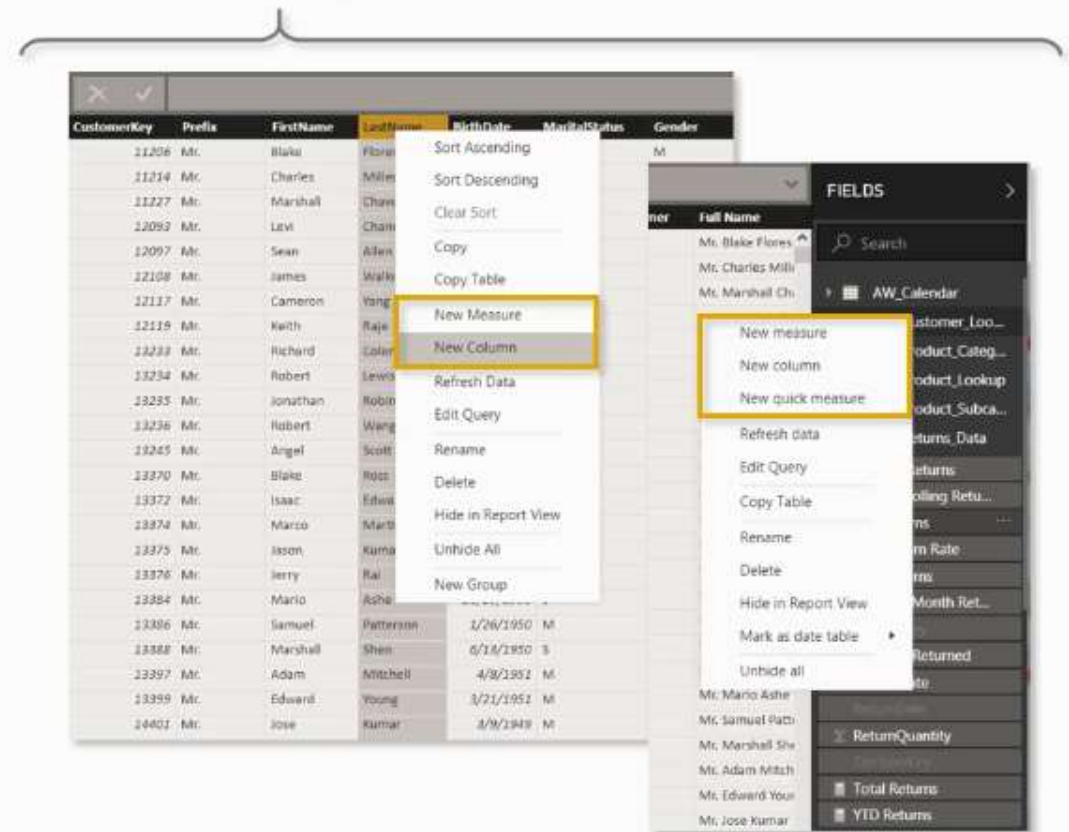 CustomerKey Prefix FirstName LastName BirthDate MaritalStatus Gender
11206 Mr. Blake M
11214 Mr. Charles
11227 Mr. Marshall
12093 Mr. Levi
12097 Mr. Sean Allen
12108 Mr. James
12117 Mr. Cameron Yang
12119 Mr. Keith Raje
13233 Mr. Richard
13234 Mr. Robert Lewis
13235 Mr. Jonathan
13236 Mr. Robert Wang
13245 Mr. Angel Scott
13370 Mr. Blake Ross
13372 Mr. Isaac
13374 Mr. Marco
13375 Mr. Jason
13376 Mr. Jerry Rai
13384 Mr. Mario Ashe
13386 Mr. Samuel Patterson 1/26/1950 M
13388 Mr. Marshall Shen 6/13/1950 S
13397 Mr. Adam Mitchell 4/8/1951 M
13399 Mr. Edward Young 3/21/1951 M
14401 Mr. Jose Kumar M
Sort Ascending
Sort Descending
Clear Sort
Copy
Copy Table
New Measure
New Column
Refresh Data
Edit Query
Rename
Delete
Hide in Report View
Unhide All
New Group
Full Name
Mr. Blake Flores
Mr. Charles
Mr. Marshall
New measure
New column
New quick measure
Refresh data
Edit Query
Copy Table
Rename
Delete
Hide in Report View
Mark as date table
Unhide all
Mr. Mario Ashe
Mr. Samuel
Mr. Marshall
Mr. Adam
Mr. Edward
Mr. Jose Kumar
FIELDS
Search
AW_Calendar
ReturnQuantity
Total Returns
YTD Returns